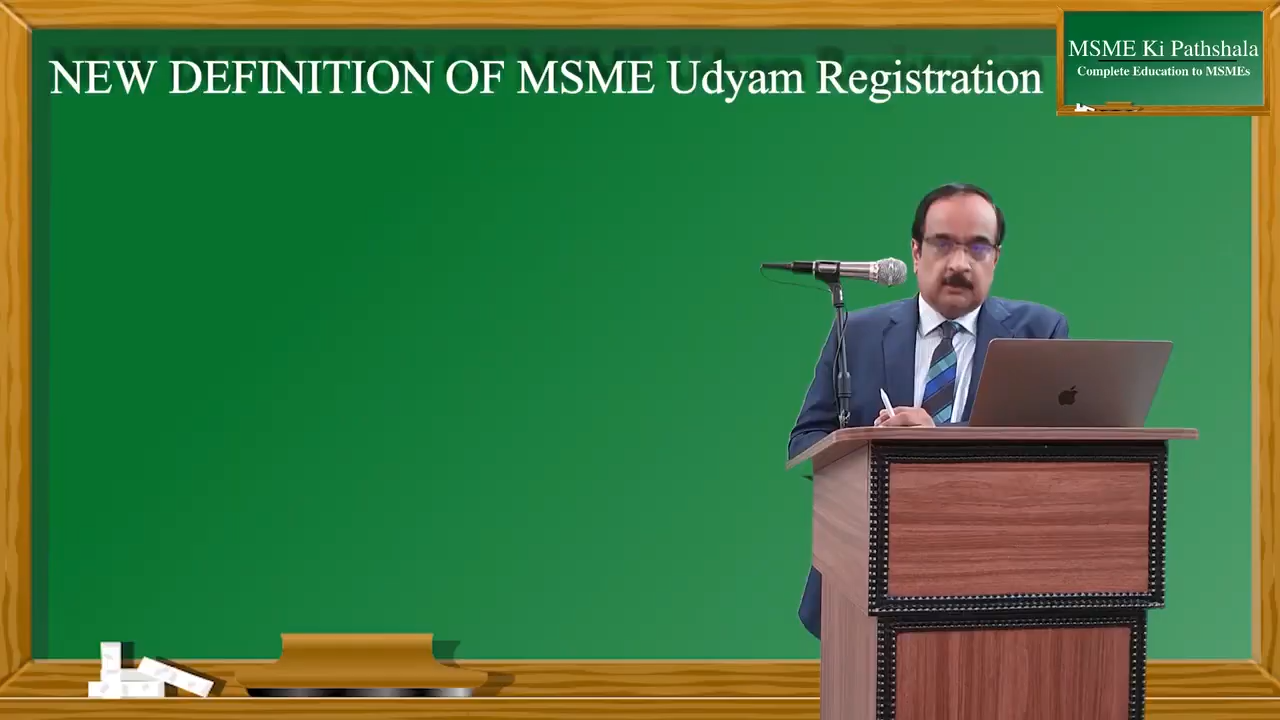 NEW DEFINITION OF MSME Udyam Registration
MSME Ki Pathshala
Complete Education to MSMEs